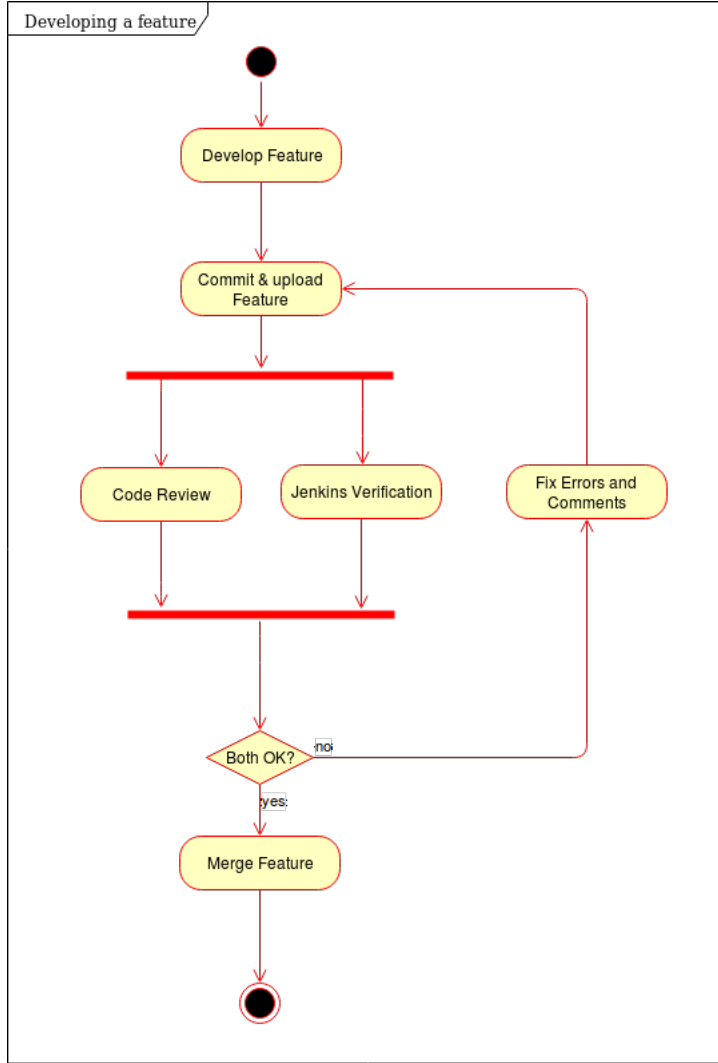 Developing a feature
Develop Feature
Commit & upload
Feature
Code Review
Jenkins Verification
Fix Errors and
Comments
Both OK?
no
yes
Merge Feature